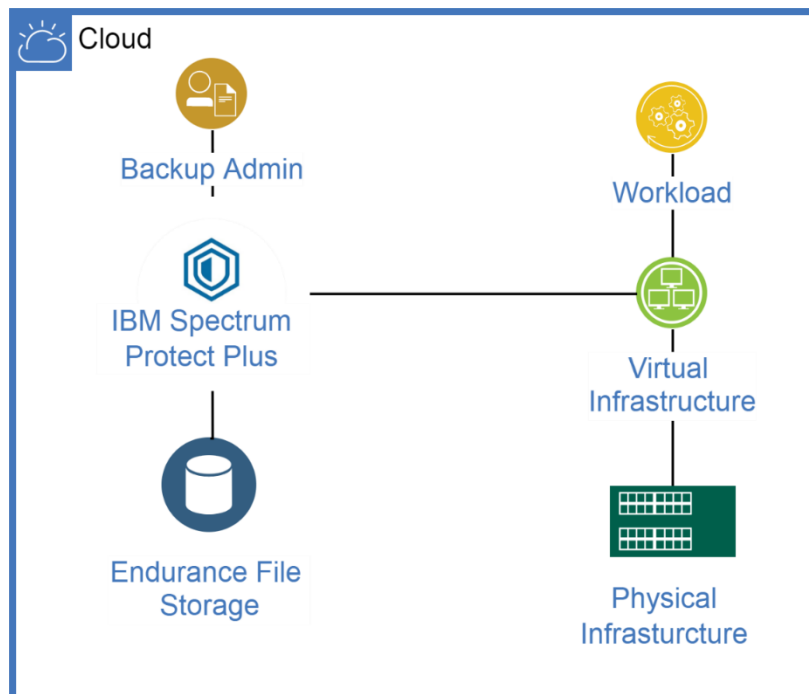 Cloud
Backup Admin
Workload
IBM Spectrum
Protect Plus
Virtual
Infrastructure
Endurance File
Storage
Physical
Infrasturcture